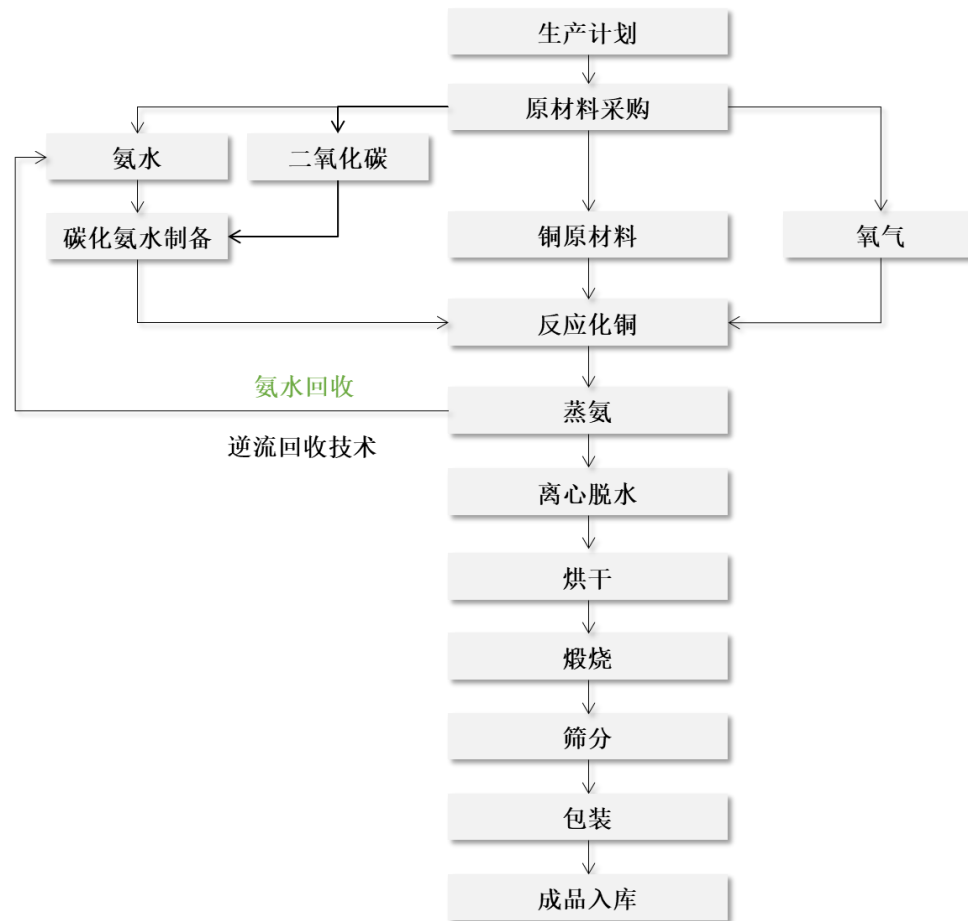 生产计划
原材料采购
氨水
二氧化碳
碳化氨水制备
铜原材料
氧气
反应化铜
氨水回收
蒸氨
逆流回收技术
离心脱水
烘干
煅烧
筛分
包装
成品入库